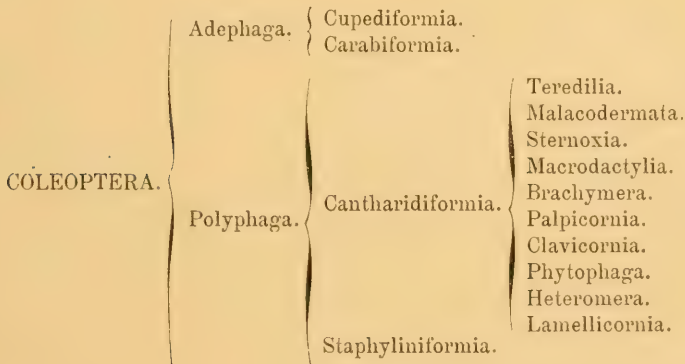 Adephaga. Cupediformia.
Carabiformia.
Teredilia.
Malacodermata.
Sternoxia.
Macrodactylia.
COLEOPTERA. Brachymera.
Polyphaga. Cantharidiformia. Palpicornia.
Clavicornia.
Phytophaga.
Heteromera.
Lamellicornia.
Staphyliniformia.